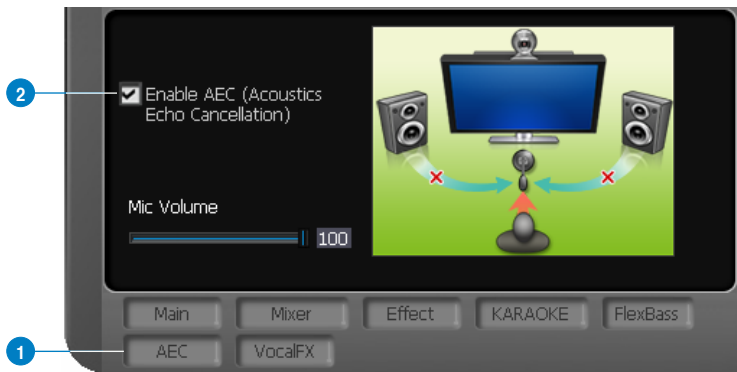 2
Enable AEC (Acoustics
Echo Cancellation)
Mic Volume
100
Main Mixer Effect KARAOKE FlexBass
1
AEC VocalFX